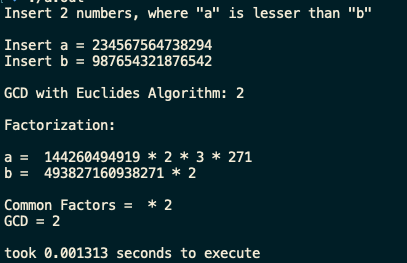 Insert 2 numbers, where "a" is lesser than "b"
Insert a = 234567564738294
Insert b = 987654321876542
GCD with Euclides Algorithm: 2
Factorization:
a =  144260494919 * 2 * 3 * 271
b =  493827160938271 * 2
Common Factors =  * 2
GCD = 2
took 0.001313 seconds to execute